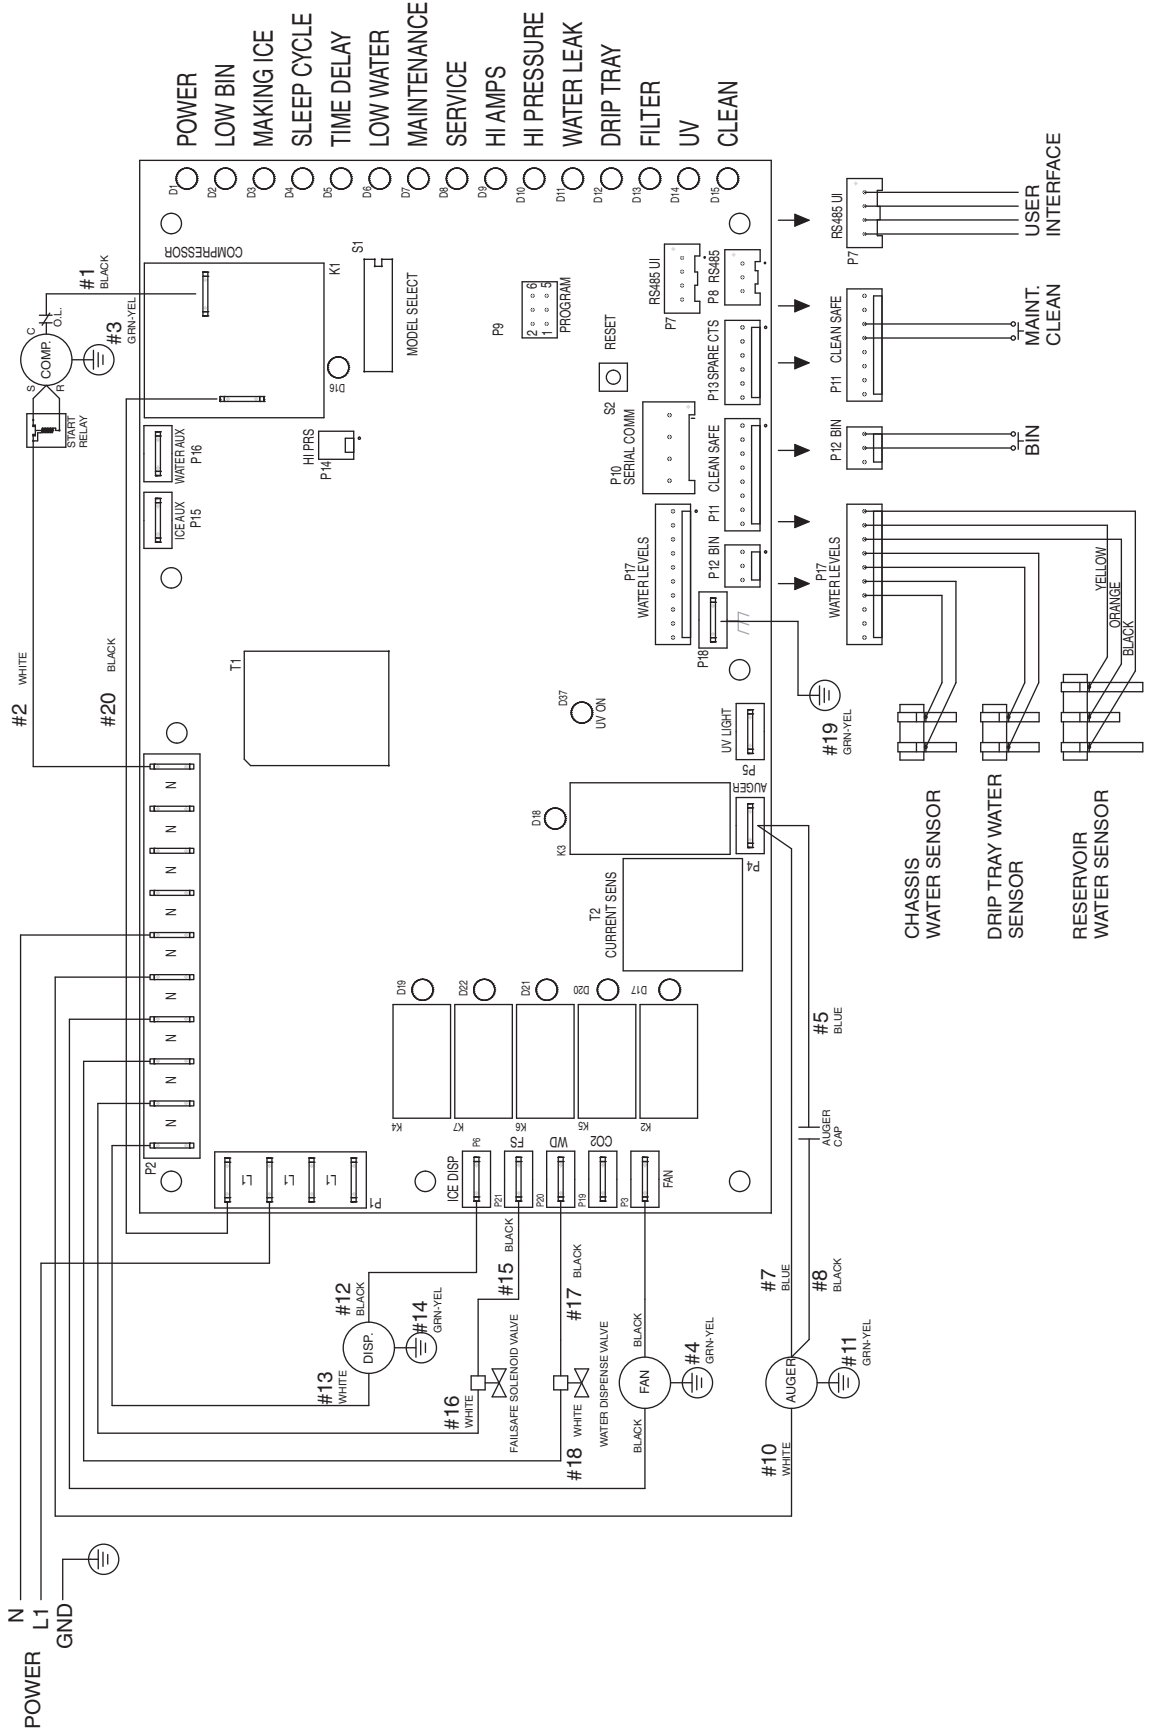 POWER
N
L1
GND
#2 WHITE
#20 BLACK
START
RELAY
S
R
COMP.
C
O.L.
#1
BLACK
#3
GRN-YEL
POWER
LOW BIN
MAKING ICE
SLEEP CYCLE
TIME DELAY
LOW WATER
MAINTENANCE
SERVICE
HI AMPS
HI PRESSURE
WATER LEAK
DRIP TRAY
FILTER
UV
CLEAN
D1
D2
D3
D4
D5
D6
D7
D8
D9
D10
D11
D12
D13
D14
D15
P2
N
N
N
N
N
N
N
N
P1
L1
L1
L1
ICE AUX
P15
WATER AUX
P16
COMPRESSOR
K1
D16
HI PRS
P14
S1
MODEL SELECT
T1
P9
2
6
1
5
PROGRAM
RESET
S2
P10
SERIAL COMM
RS485 UI
P7
P8 RS485
P13 SPARE CTS
P11 CLEAN SAFE
P12 BIN
P17
WATER LEVELS
P18
D37
UV ON
UV LIGHT
P5
AUGER
P4
D18
K3
T2
CURRENT SENS
D19
D22
D21
D20
D17
K4
K7
K6
K5
K2
ICE DISP
P6
FS
P21
WD
P20
CO2
P19
P3
FAN
#12
BLACK
DISP.
#14
GRN-YEL
#13
WHITE
#15 BLACK
#16
WHITE
FAILSAFE SOLENOID VALVE
#17 BLACK
#18 WHITE
WATER DISPENSE VALVE
BLACK
FAN
BLACK
#4
GRN-YEL
#7
BLUE
#8
BLACK
AUGER
#11
GRN-YEL
#10
WHITE
AUGER
CAP
#5
BLUE
#19
GRN-YEL
P17
WATER LEVELS
P12 BIN
P11 CLEAN SAFE
RS485 UI
P7
BIN
MAINT.
CLEAN
USER
INTERFACE
YELLOW
ORANGE
BLACK
CHASSIS
WATER SENSOR
DRIP TRAY WATER
SENSOR
RESERVOIR
WATER SENSOR